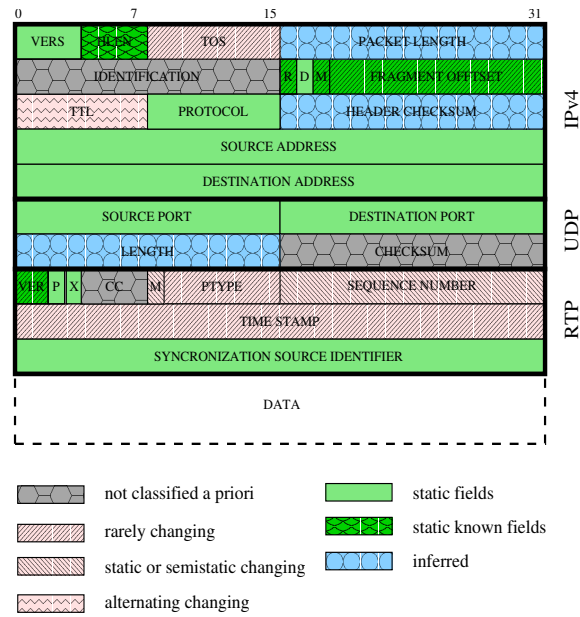 0 7 15 31
VERS HLEN TOS PACKET LENGTH
IDENTIFICATION R D M FRAGMENT OFFTSET
TTL PROTOCOL HEADER CHECKSUM
SOURCE ADDRESS
DESTINATION ADDRESS
IPv4
SOURCE PORT DESTINATION PORT
LENGTH CHECKSUM
UDP
VER P X CC M PTYPE SEQUENCE NUMBER
TIME STAMP
SYNCRONIZATION SOURCE IDENTIFIER
RTP
DATA
not classified a priori
rarely changing
static or semistatic changing
alternating changing
static fields
static known fields
inferred